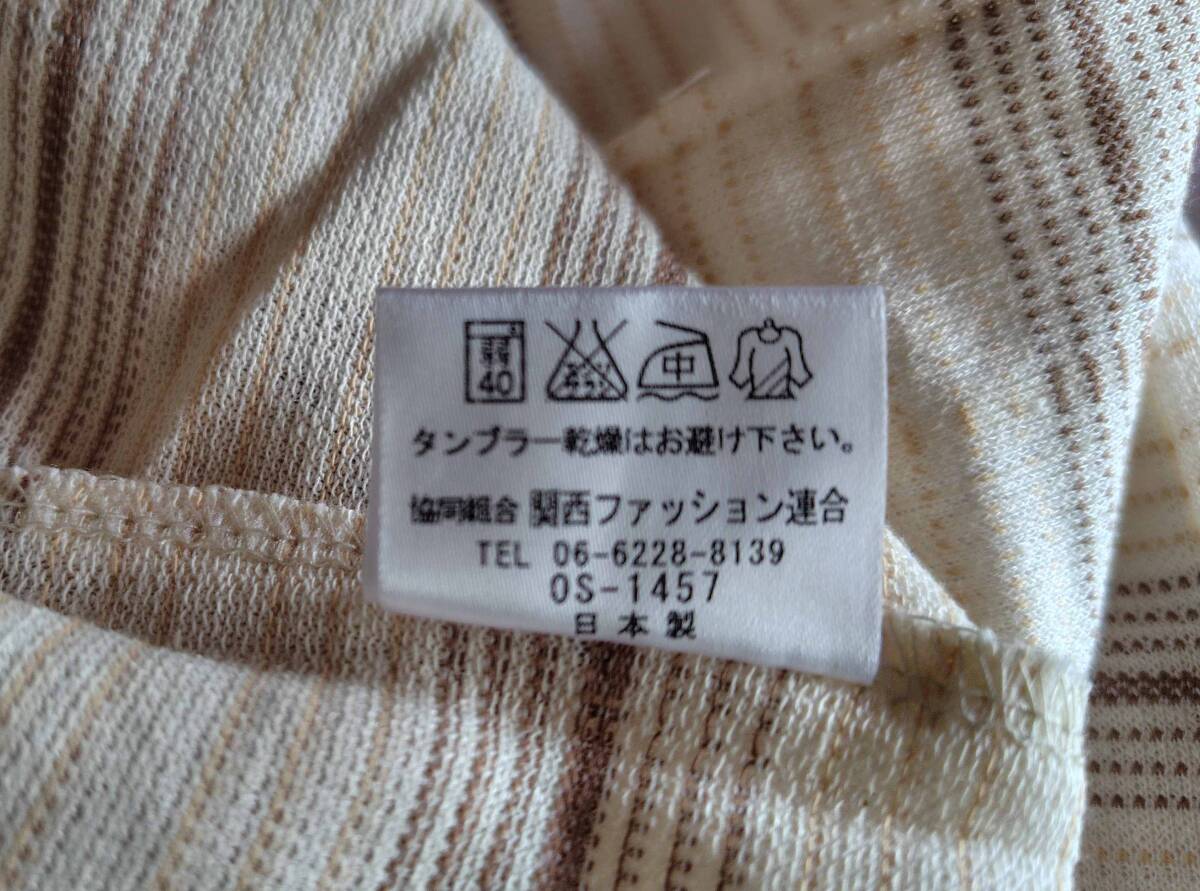 弱 40 中
タンブラー乾燥はお避け下さい。
協同組合 関西ファッション連合
TEL 06-6228-8139
OS-1457
日本製